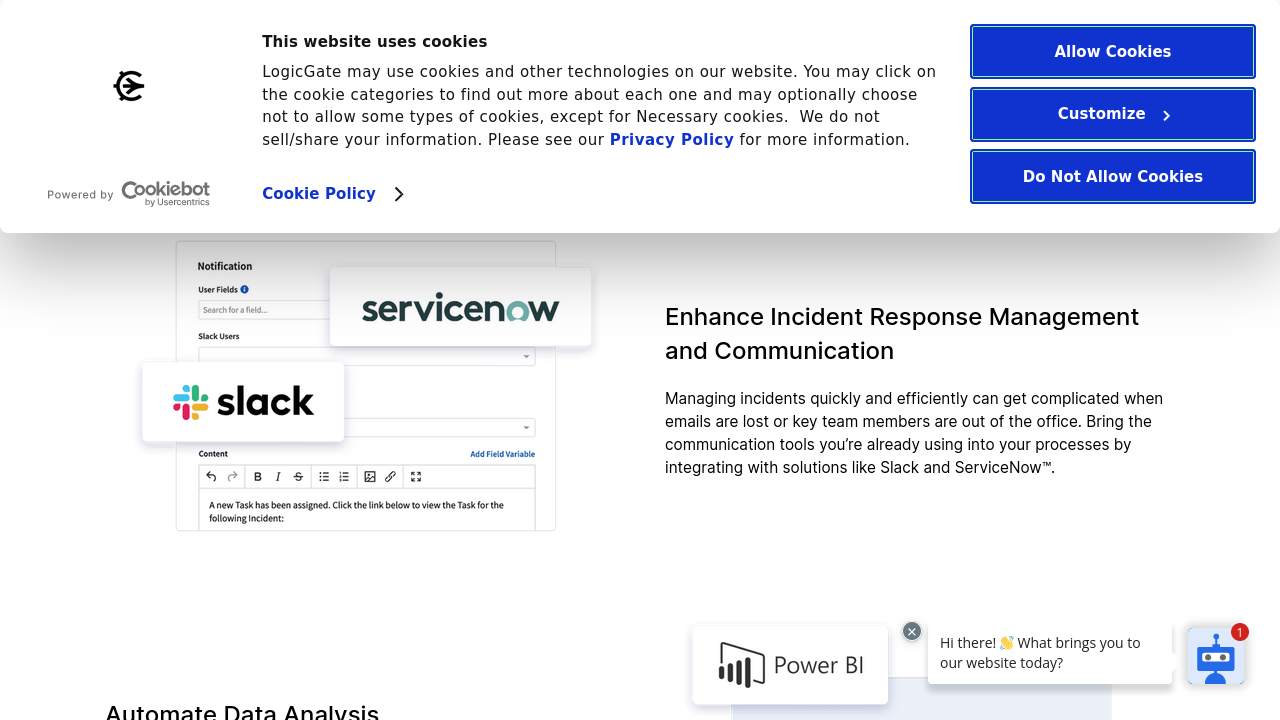 This website uses cookies
LogicGate may use cookies and other technologies on our website. You may click on
the cookie categories to find out more about each one and may optionally choose
not to allow some types of cookies, except for Necessary cookies.  We do not
sell/share your information. Please see our Privacy Policy for more information.
Cookie Policy
Powered by Cookiebot
by Usercentrics
Allow Cookies
Customize
Do Not Allow Cookies
Notification
User Fields
Search for a field...
servicenow
Slack Users
slack
Content
Add Field Variable
B I S
A new Task has been assigned. Click the link below to view the Task for the
following Incident:
Enhance Incident Response Management
and Communication
Managing incidents quickly and efficiently can get complicated when
emails are lost or key team members are out of the office. Bring the
communication tools you’re already using into your processes by
integrating with solutions like Slack and ServiceNow™.
Power BI
Hi there! 👋 What brings you to
our website today?
1
Automate Data Analysis